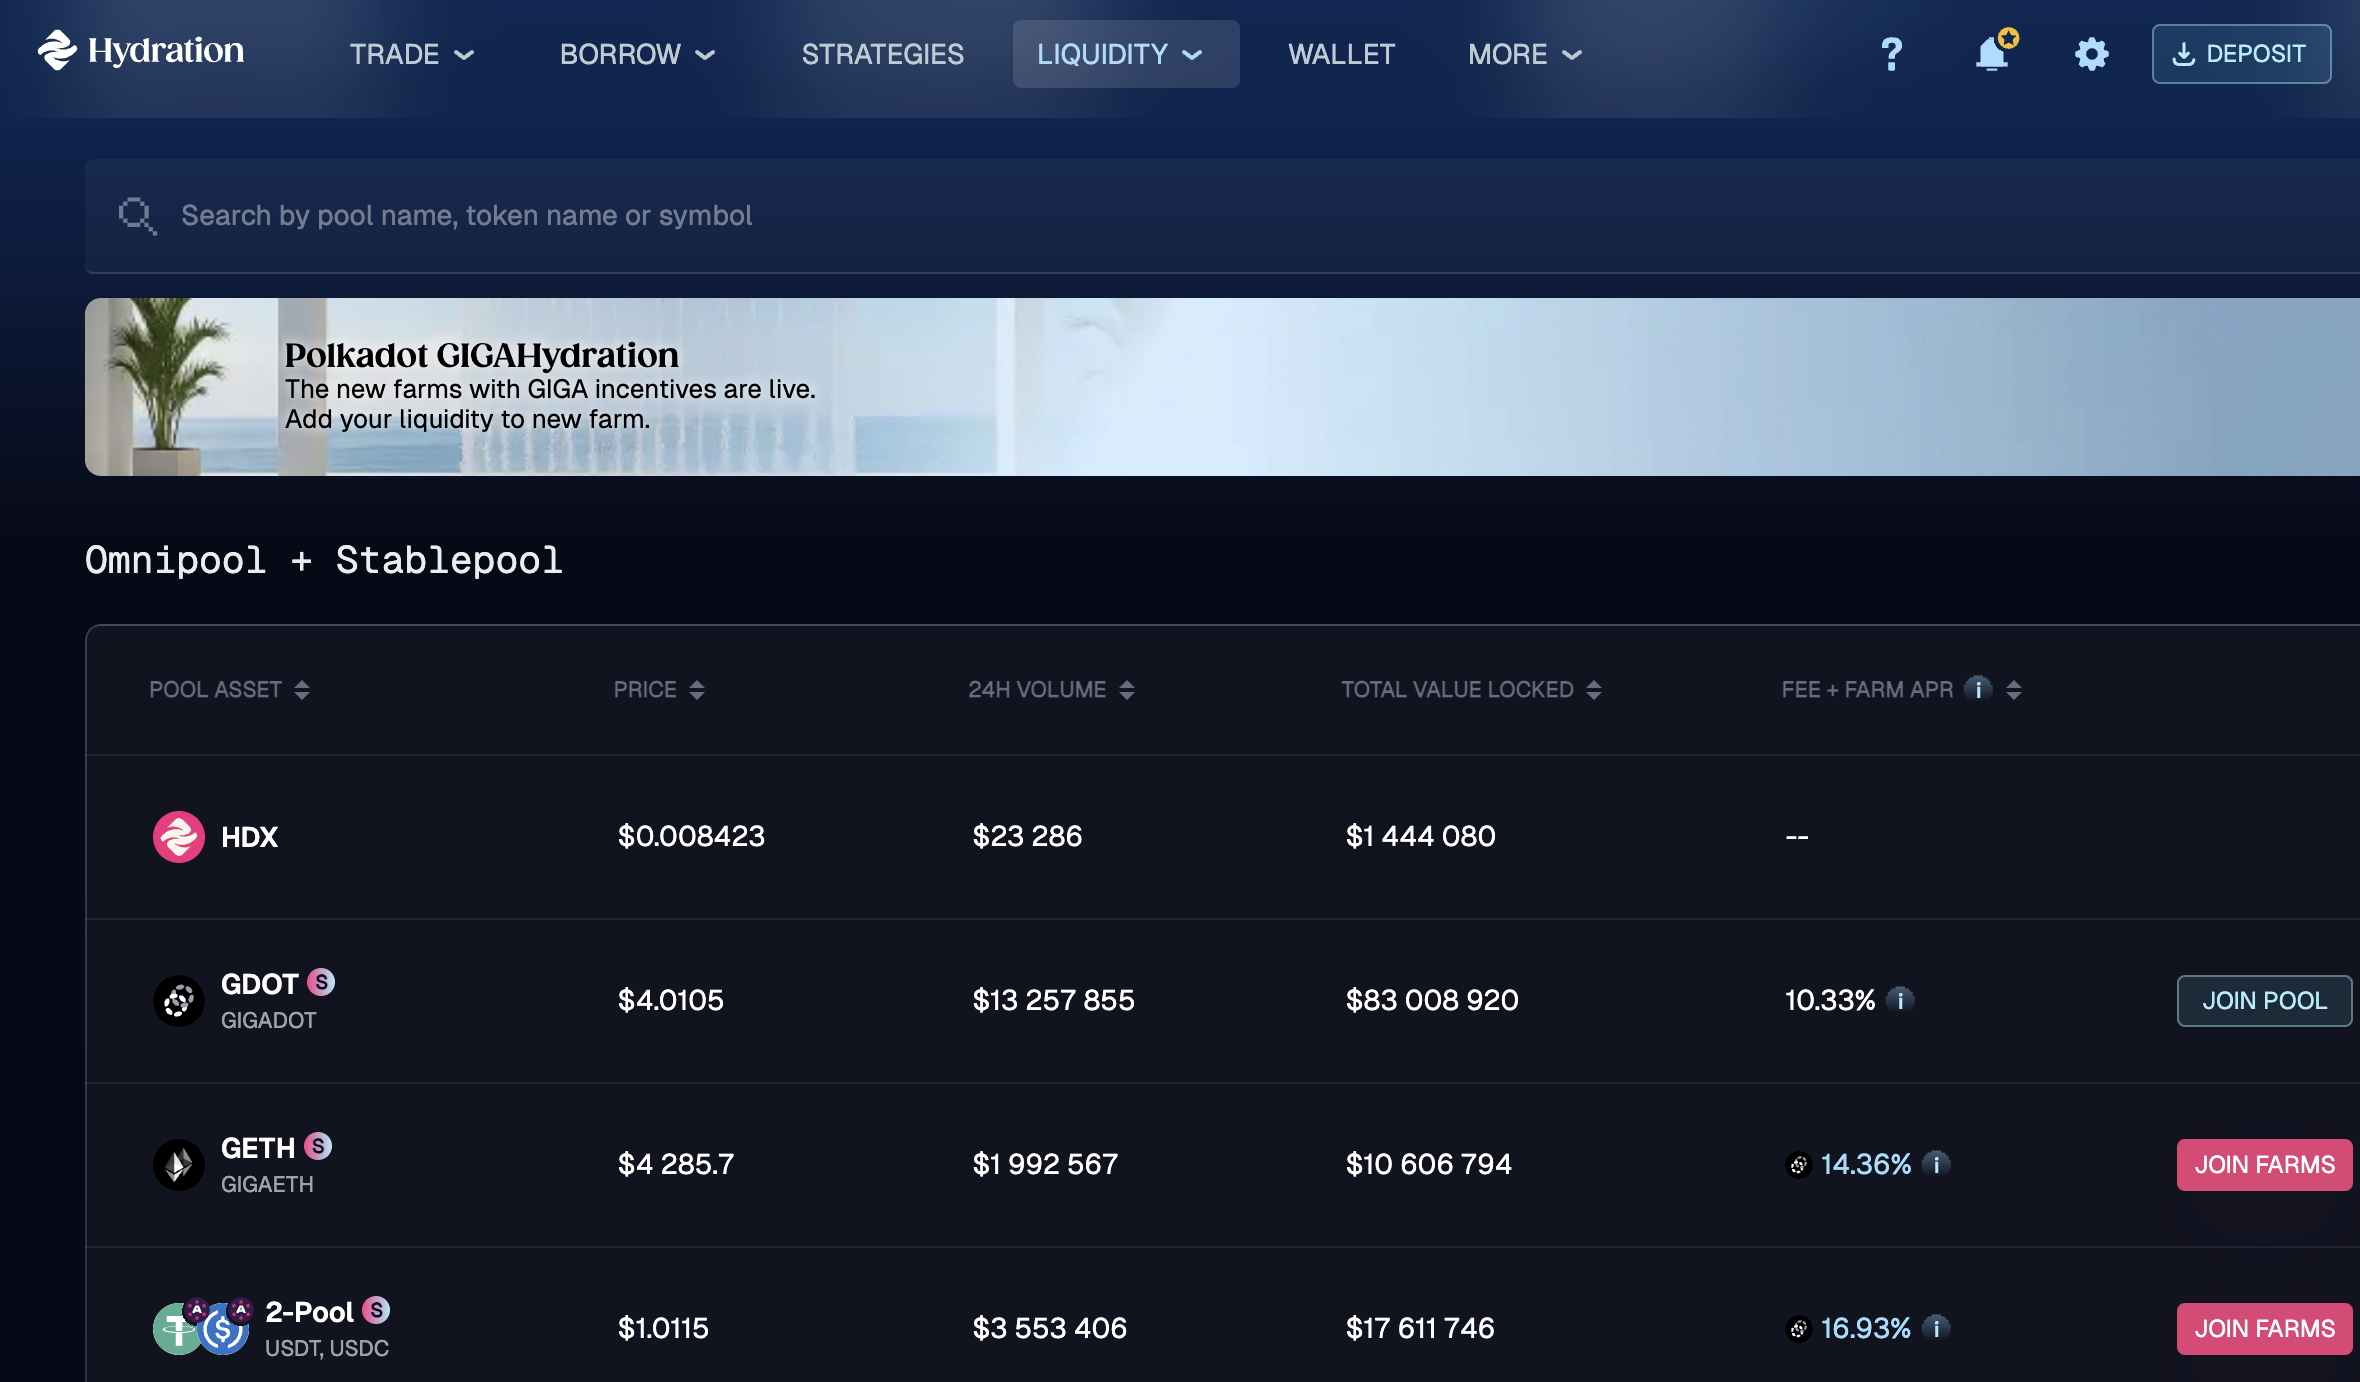 Hydration TRADE BORROW STRATEGIES LIQUIDITY WALLET MORE ? DEPOSIT
Search by pool name, token name or symbol
Polkadot GIGAHydration
The new farms with GIGA incentives are live.
Add your liquidity to new farm.
Omnipool + Stablepool
POOL ASSET PRICE 24H VOLUME TOTAL VALUE LOCKED FEE + FARM APR i
HDX $0.008423 $23 286 $1 444 080 --
GDOT S
GIGADOT
$4.0105 $13 257 855 $83 008 920 10.33% i JOIN POOL
GETH S
GIGAETH
$4 285.7 $1 992 567 $10 606 794 14.36% i JOIN FARMS
2-Pool S
USDT, USDC
$1.0115 $3 553 406 $17 611 746 16.93% i JOIN FARMS